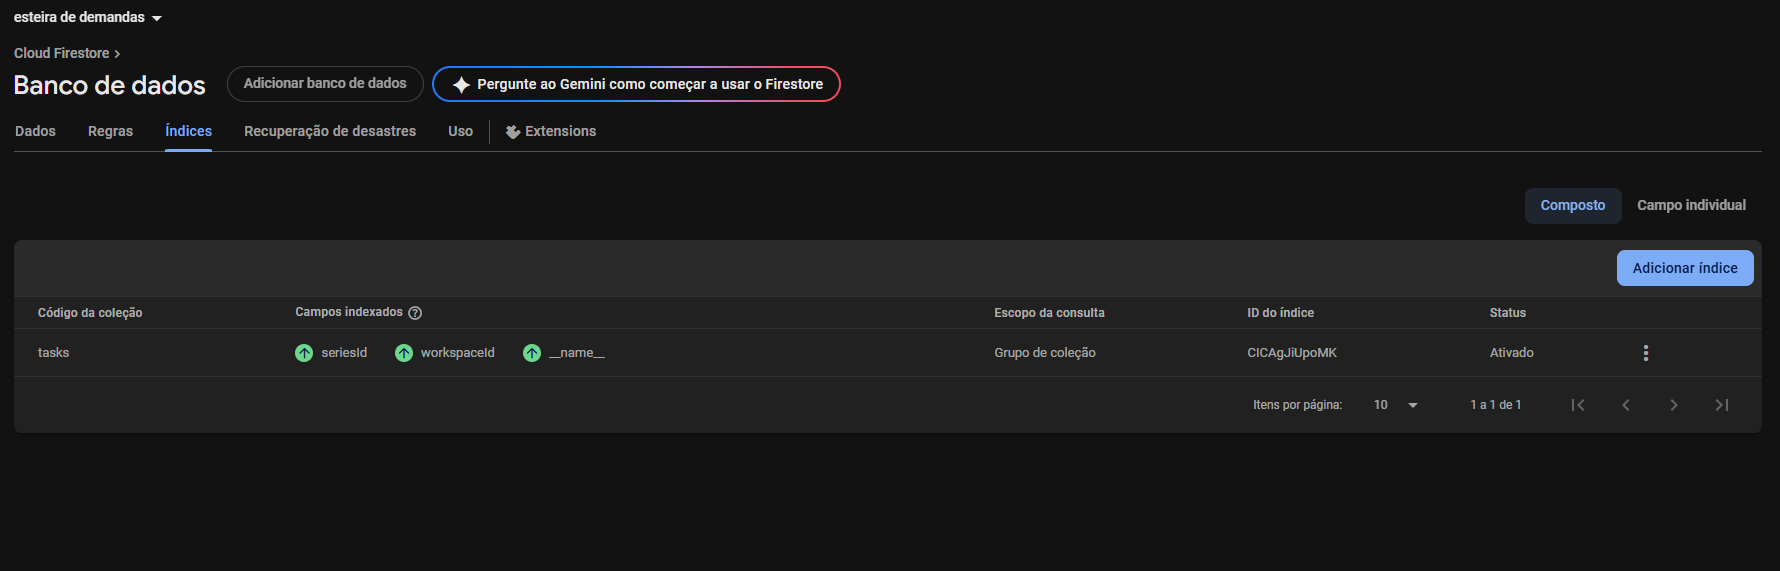 esteira de demandas
Cloud Firestore
Banco de dados
Adicionar banco de dados
Pergunte ao Gemini como começar a usar o Firestore
Dados Regras Índices Recuperação de desastres Uso Extensions
Composto Campo individual
Adicionar índice
Código da coleção Campos indexados Escopo da consulta ID do índice Status
tasks seriesId workspaceId __name__ Grupo de coleção CICAgJiUpoMK Ativado
Itens por página: 10 1 a 1 de 1